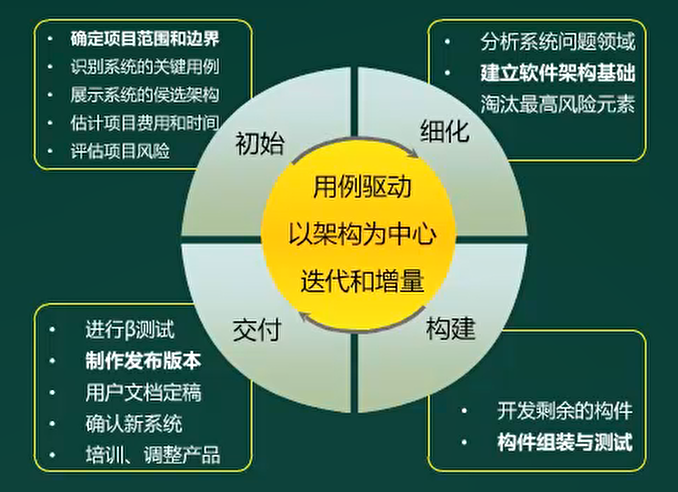 • 确定项目范围和边界
• 识别系统的关键用例
• 展示系统的侯选架构
• 估计项目费用和时间
• 评估项目风险
• 分析系统问题领域
• 建立软件架构基础
• 淘汰最高风险元素
初始
细化
用例驱动
以架构为中心
迭代和增量
交付
构建
• 进行β测试
• 制作发布版本
• 用户文档定稿
• 确认新系统
• 培训、调整产品
• 开发剩余的构件
• 构件组装与测试